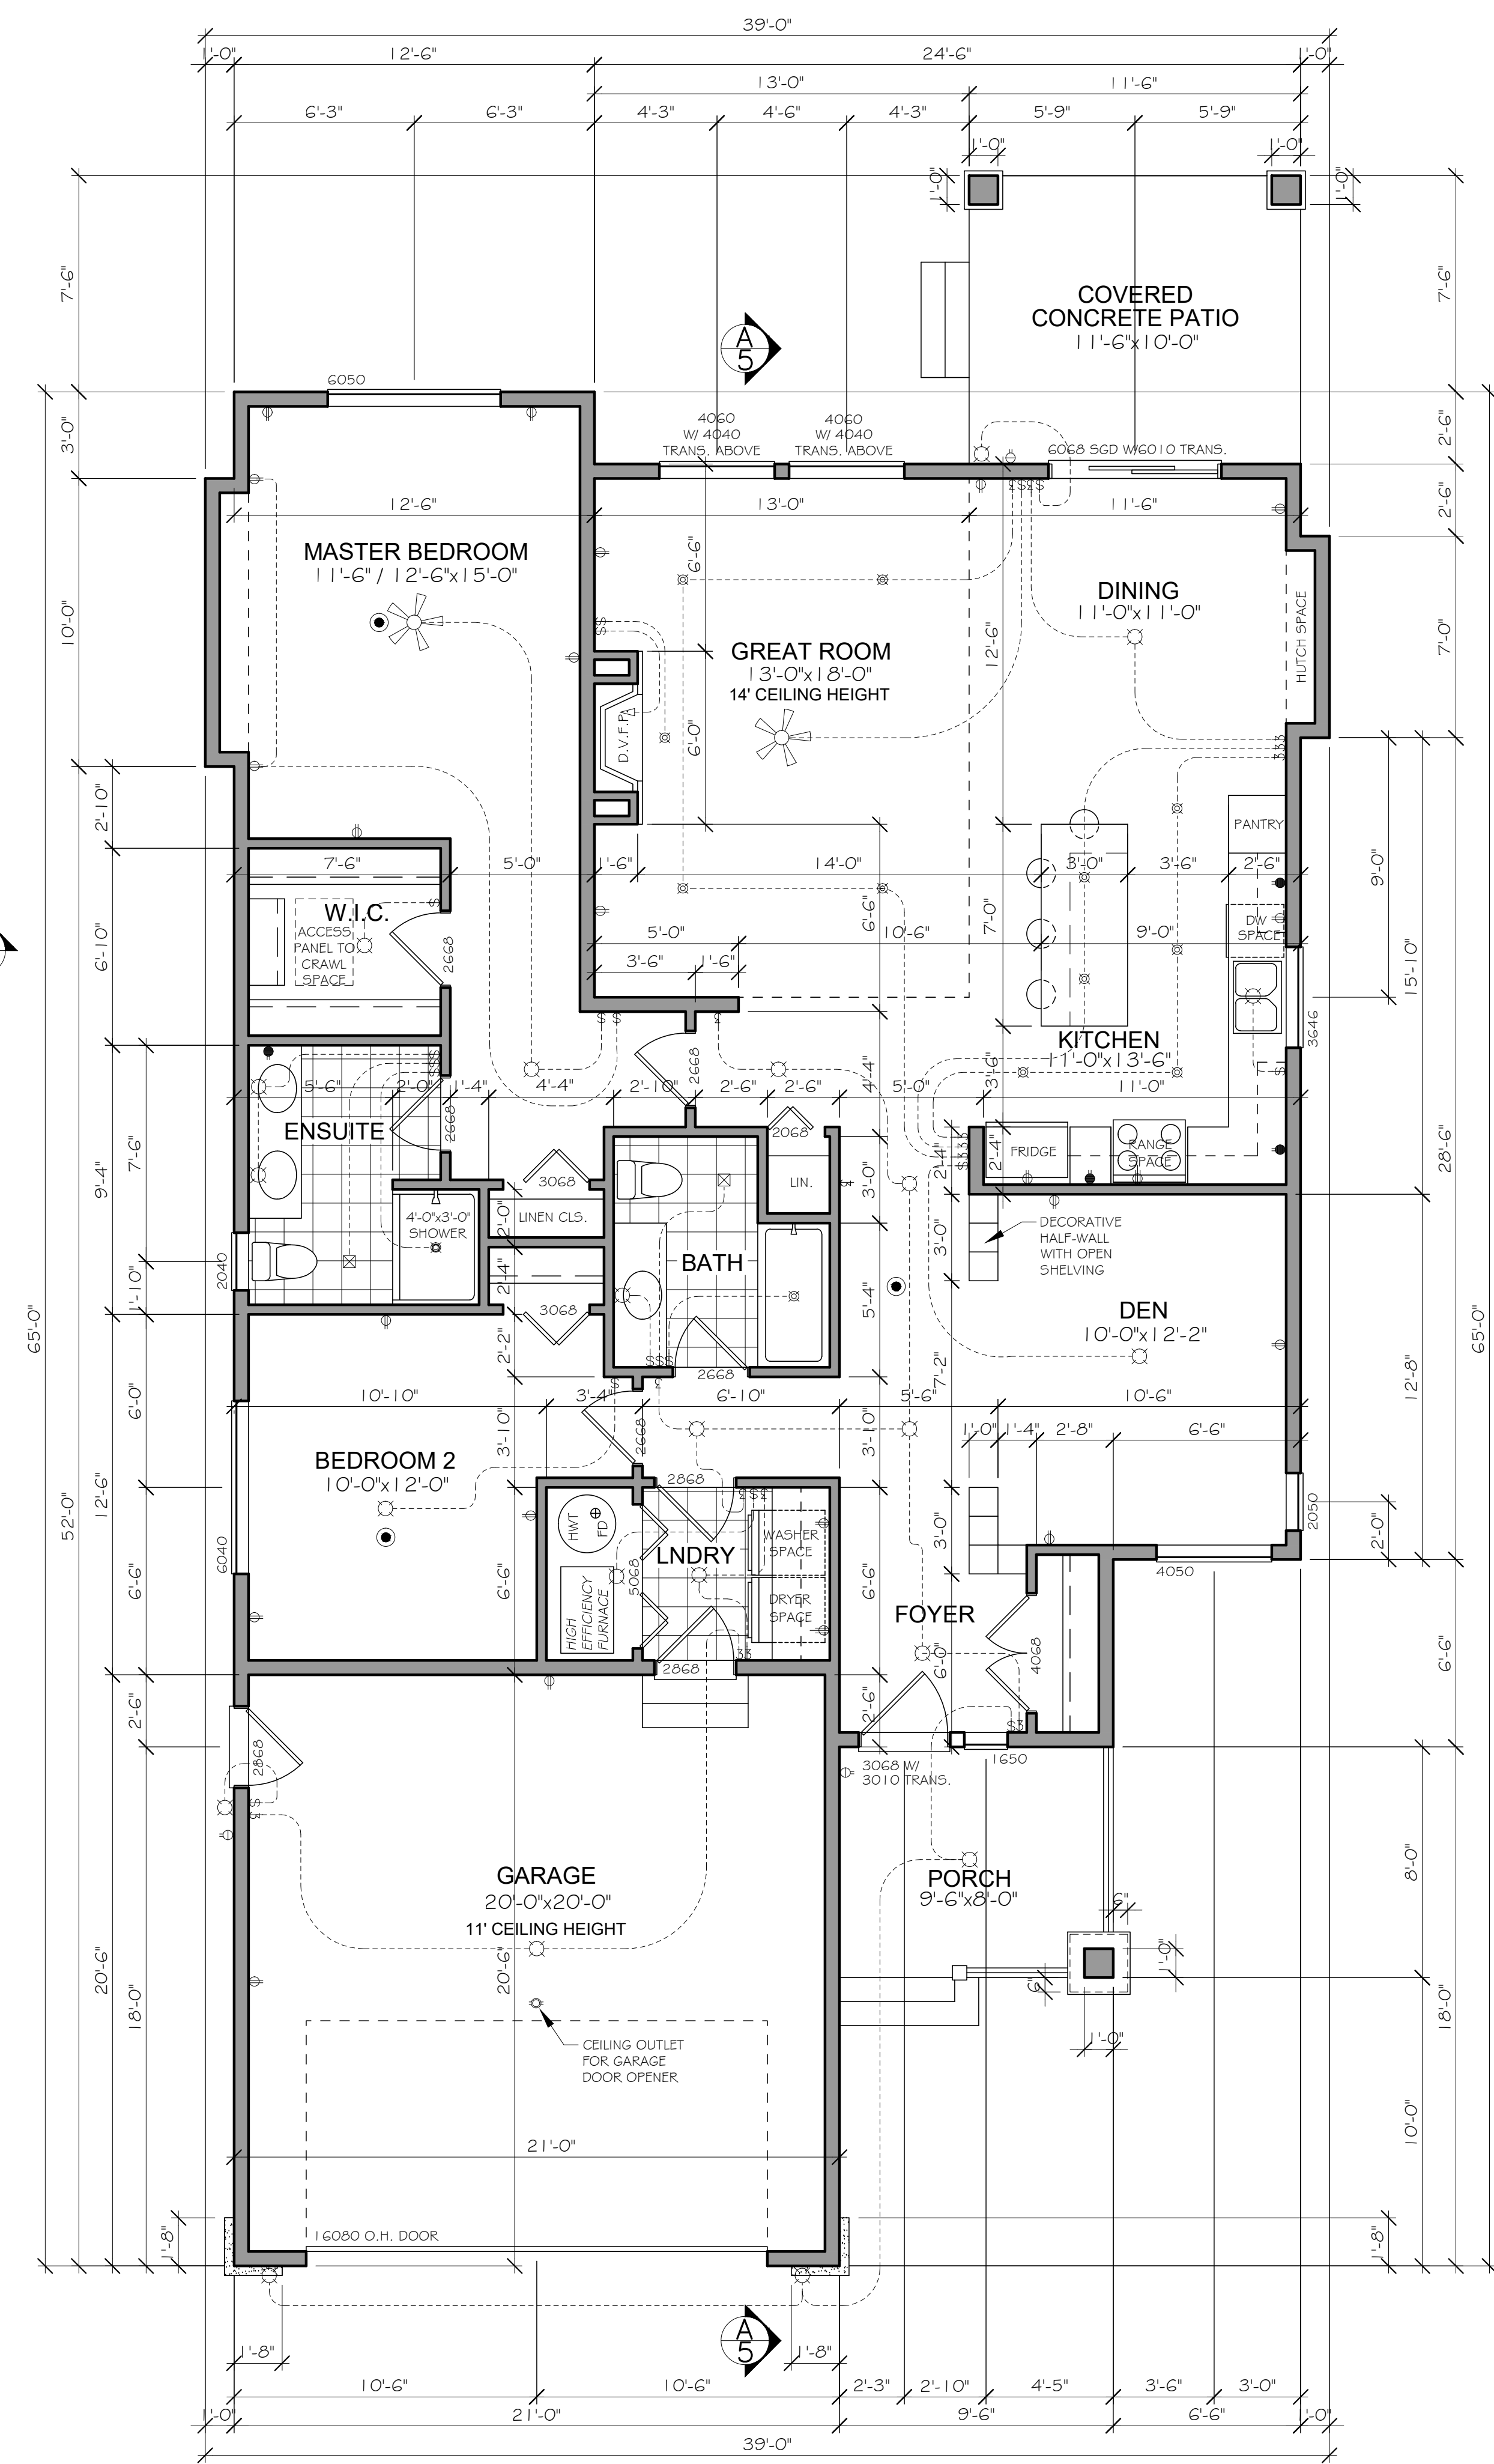 39'-0"
1'-0" 12'-6" 24'-6" 1'-0"
13'-0" 11'-6"
6'-3" 6'-3" 4'-3" 4'-6" 4'-3" 5'-9" 5'-9"
1'-0" 1'-0"
1'-0" 1'-0"
7'-6" 7'-6"
COVERED
CONCRETE PATIO
11'-6"x10'-0"
A
5
6050
3'-0"
4060
W/ 4040
TRANS. ABOVE
4060
W/ 4040
TRANS. ABOVE
6068 SGD W/6010 TRANS.
2'-6"
2'-6"
12'-6" 13'-0" 11'-6"
MASTER BEDROOM
11'-6" / 12'-6"x15'-0"
10'-0"
6'-6"
DINING
11'-0"x11'-0"
HUTCH SPACE
7'-0"
GREAT ROOM
13'-0"x18'-0"
14' CEILING HEIGHT
12'-6"
D.V.F.P.
6'-0"
2'-10"
PANTRY
7'-6" 5'-0" 1'-6" 14'-0" 3'-0" 3'-6" 2'-6"
9'-0"
W.I.C.
ACCESS
PANEL TO
CRAWL
SPACE
2668
6'-10"
6'-6"
7'-0"
DW
SPACE
5'-0" 10'-6" 9'-0"
3'-6" 1'-6"
15'-10"
3646
KITCHEN
11'-0"x13'-6"
2668
4'-4"
3'-6"
5'-6" 2'-0" 1'-4" 4'-4" 2'-10" 2'-6" 2'-6" 5'-0" 11'-0"
ENSUITE
2668
2068
7'-6"
9'-4"
28'-6"
FRIDGE
RANGE
SPACE
2'-4"
2'-4"
3068
LIN.
3'-0"
4'-0"x3'-0"
SHOWER
LINEN CLS.
2'-0"
DECORATIVE
HALF-WALL
WITH OPEN
SHELVING
3'-0"
BATH
2040
2'-4"
1'-10"
5'-4"
3068
DEN
10'-0"x12'-2"
65'-0"
65'-0"
2'-2"
7'-2"
12'-8"
2668
10'-10" 3'-4" 6'-10" 5'-6" 10'-6"
6'-0"
1'-0" 1'-4" 2'-8" 6'-6"
BEDROOM 2
10'-0"x12'-0"
3'-10"
2668
3'-10"
2868
52'-0"
12'-6"
HWT
FD
WASHER
SPACE
2050
2'-0"
6040
LNDRY
3'-0"
4050
6'-6"
6'-6"
5068
HIGH
EFFICIENCY
FURNACE
DRYER
SPACE
6'-6"
FOYER
6'-0"
4068
6'-6"
2868
2'-6"
2'-6"
2868
3068 W/
3010 TRANS.
1650
GARAGE
20'-0"x20'-0"
11' CEILING HEIGHT
PORCH
9'-6"x8'-0"
8'-0"
6"
20'-6"
18'-0"
20'-6"
6"
1'-0"
18'-0"
1'-0"
CEILING OUTLET
FOR GARAGE
DOOR OPENER
10'-0"
21'-0"
1'-8"
16080 O.H. DOOR
1'-8"
A
5
1'-8" 1'-8"
10'-6" 10'-6" 2'-3" 2'-10" 4'-5" 3'-6" 3'-0"
1'-0" 21'-0" 9'-6" 6'-6" 1'-0"
39'-0"